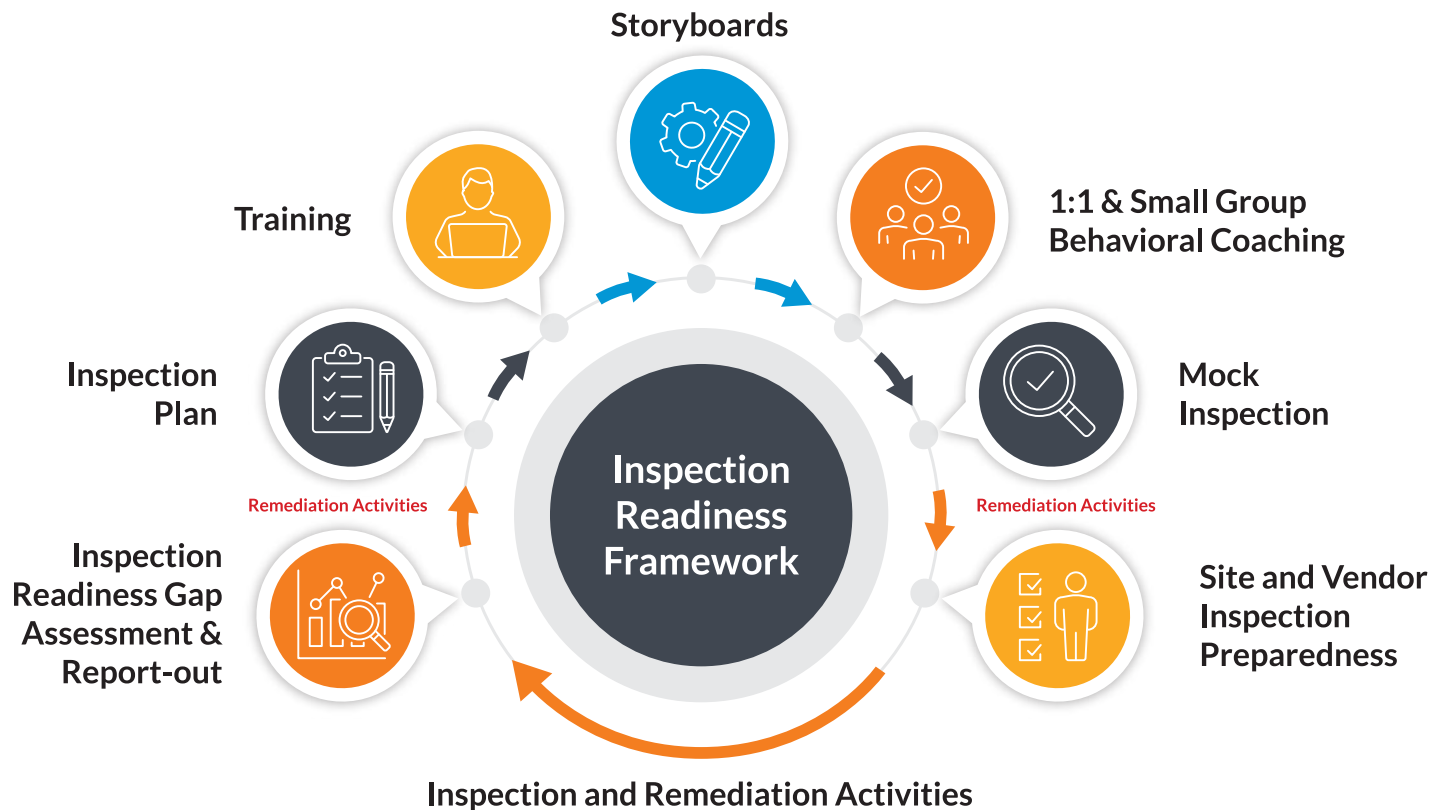 Storyboards
Training
1:1 & Small Group
Behavioral Coaching
Inspection
Plan
Mock
Inspection
Inspection
Readiness
Framework
Remediation Activities
Remediation Activities
Inspection
Readiness Gap
Assessment &
Report-out
Site and Vendor
Inspection
Preparedness
Inspection and Remediation Activities